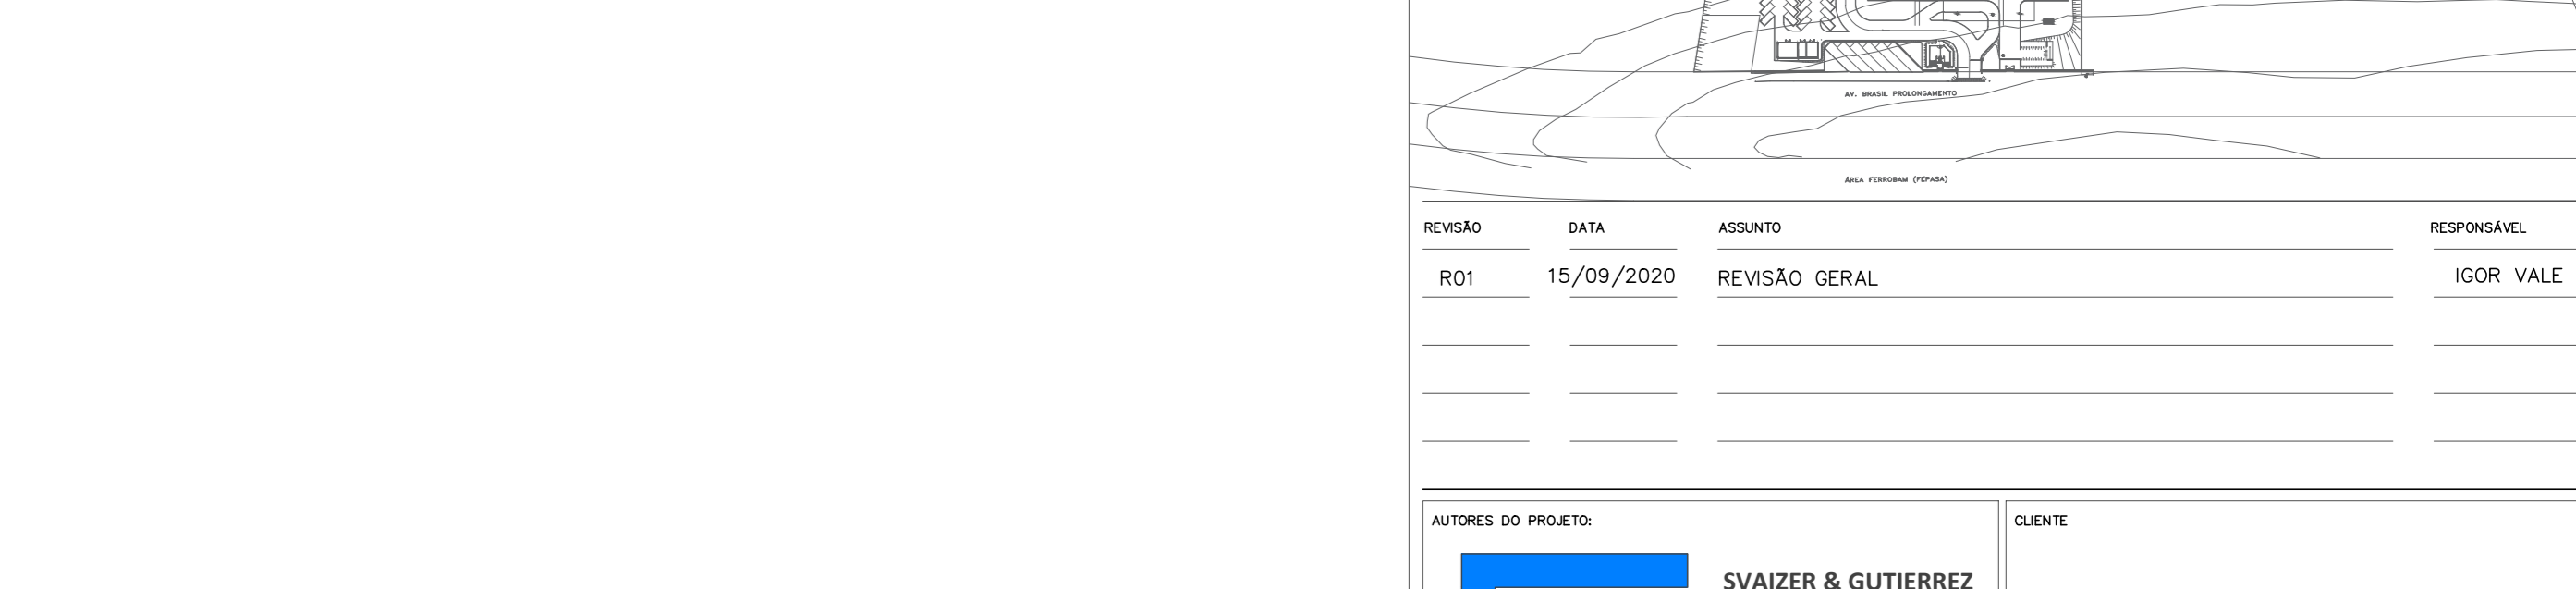 AV. BRASIL PROLONGAMENTO
ÁREA FERROBAM (FEPASA)
REVISÃO DATA ASSUNTO RESPONSÁVEL
R01 15/09/2020 REVISÃO GERAL IGOR VALE
AUTORES DO PROJETO: CLIENTE
SVAIZER & GUTIERREZ